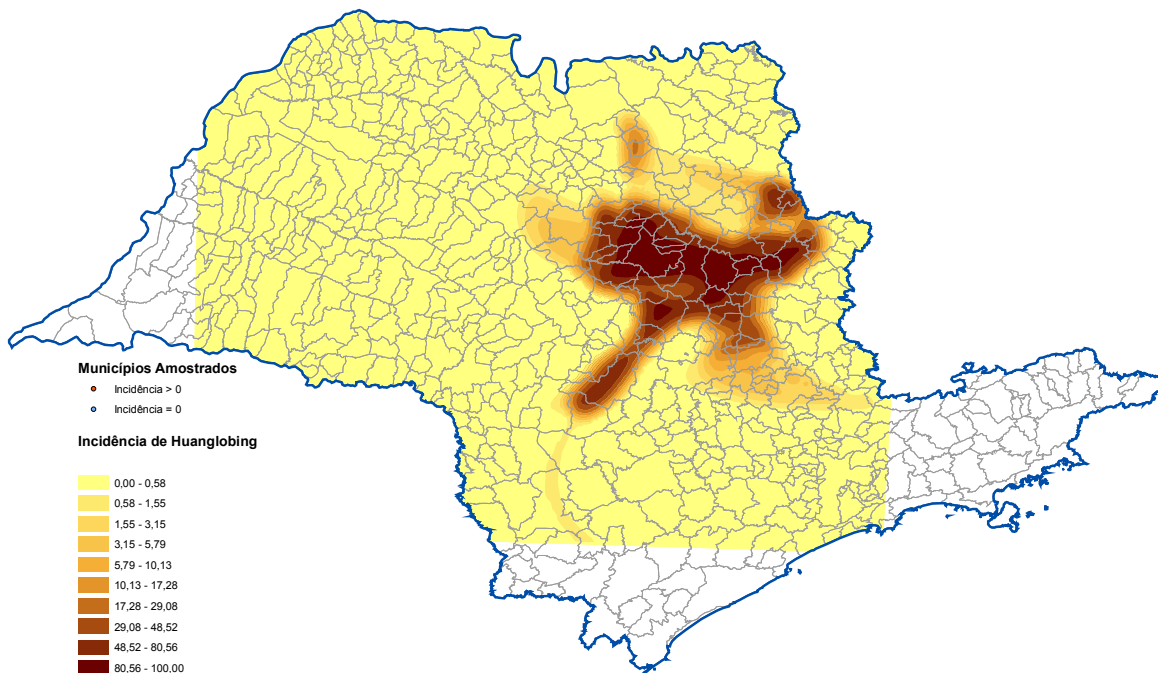 Municípios Amostrados
Incidência > 0
Incidência = 0
Incidência de Huanglobing
0,00 - 0,58
0,58 - 1,55
1,55 - 3,15
3,15 - 5,79
5,79 - 10,13
10,13 - 17,28
17,28 - 29,08
29,08 - 48,52
48,52 - 80,56
80,56 - 100,00